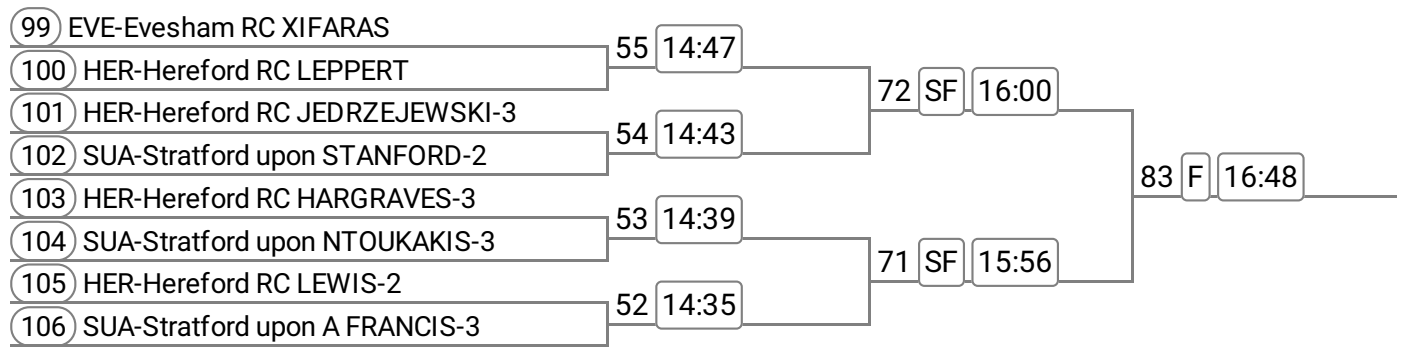 99 EVE-Evesham RC XIFARAS
100 HER-Hereford RC LEPPERT
101 HER-Hereford RC JEDRZEJEWSKI-3
102 SUA-Stratford upon STANFORD-2
103 HER-Hereford RC HARGRAVES-3
104 SUA-Stratford upon NTOUKAKIS-3
105 HER-Hereford RC LEWIS-2
106 SUA-Stratford upon A FRANCIS-3
55 14:47
54 14:43
53 14:39
52 14:35
72 SF 16:00
71 SF 15:56
83 F 16:48